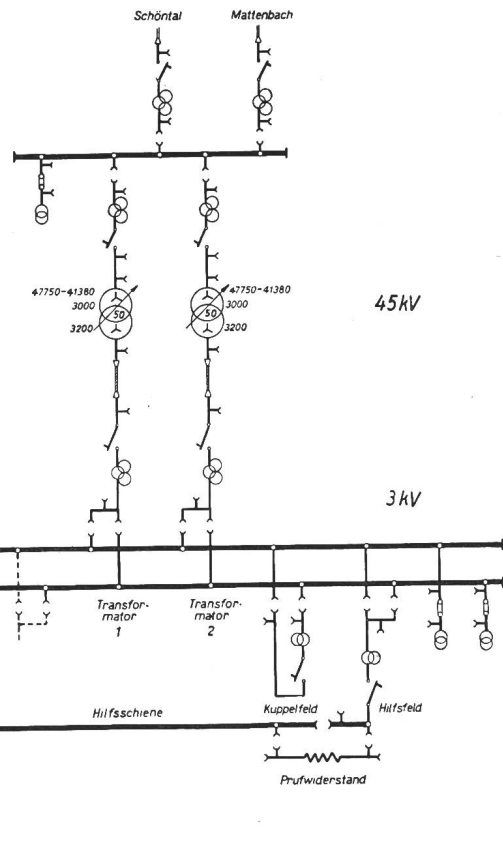 Schöntal Mattenbach
47750-41380 47750-41380
3000 3000
50 50
3200 3200
45kV
3kV
Transfor- Transfor-
mator mator
1 2
Hilfsschiene Kuppelfeld Hilfsfeld
Prufwiderstand